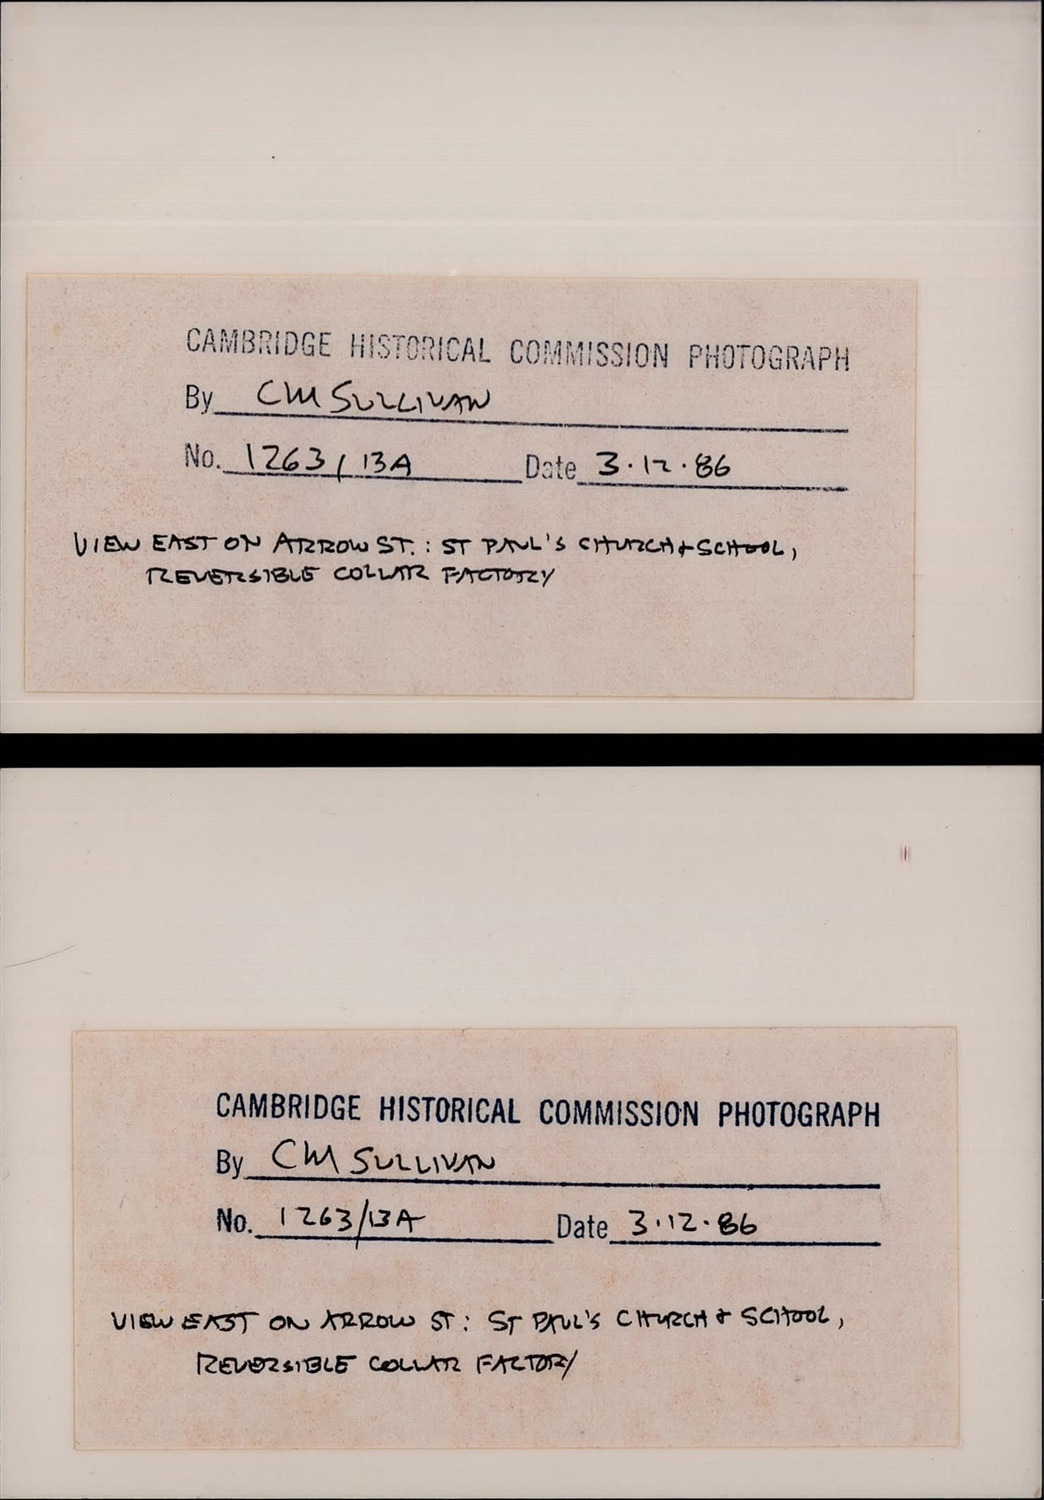 CAMBRIDGE HISTORICAL COMMISSION PHOTOGRAPH
By CM SULLIVAN
No. 1263/13A Date 3·12·86
VIEW EAST ON ARROW ST.: ST PAUL'S CHURCH & SCHOOL,
REVERSIBLE COLLAR FACTORY
CAMBRIDGE HISTORICAL COMMISSION PHOTOGRAPH
By CM SULLIVAN
No. 1263/13A Date 3·12·86
VIEW EAST ON ARROW ST: ST PAUL'S CHURCH & SCHOOL,
REVERSIBLE COLLAR FACTORY